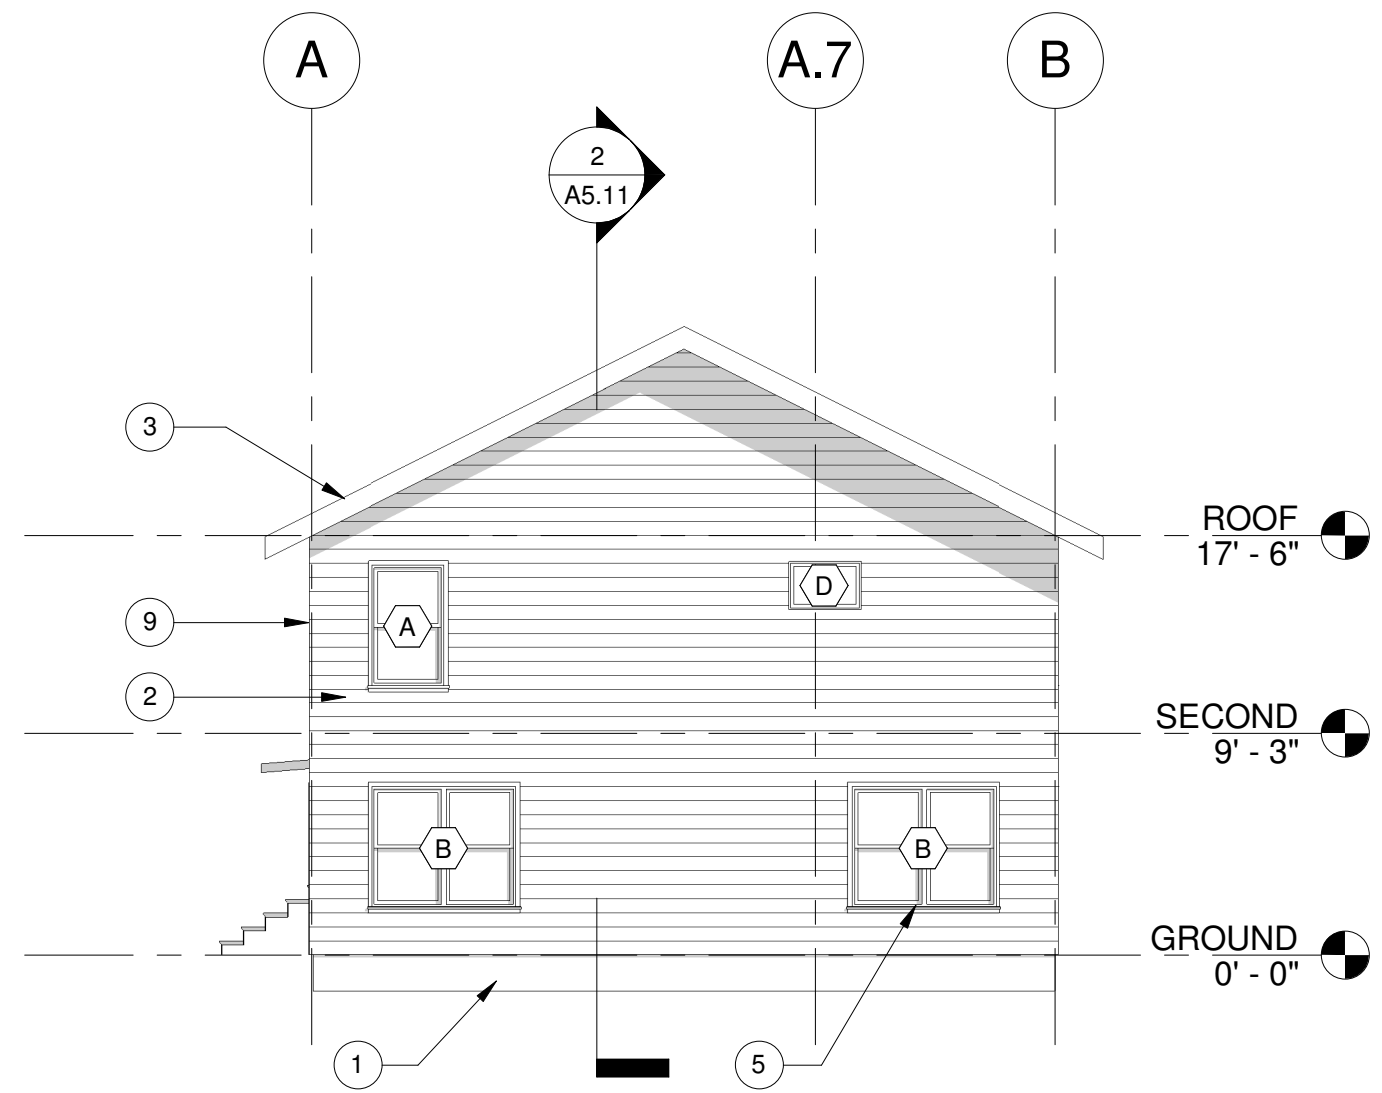 A
A.7
B
2
A5.11
3
ROOF
17' - 6"
D
9
A
2
SECOND
9' - 3"
B
B
GROUND
0' - 0"
1
5